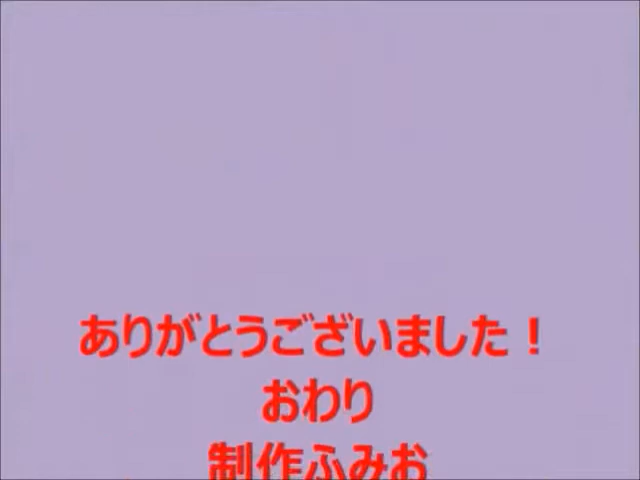 ありがとうございました！
おわり
制作ふみお